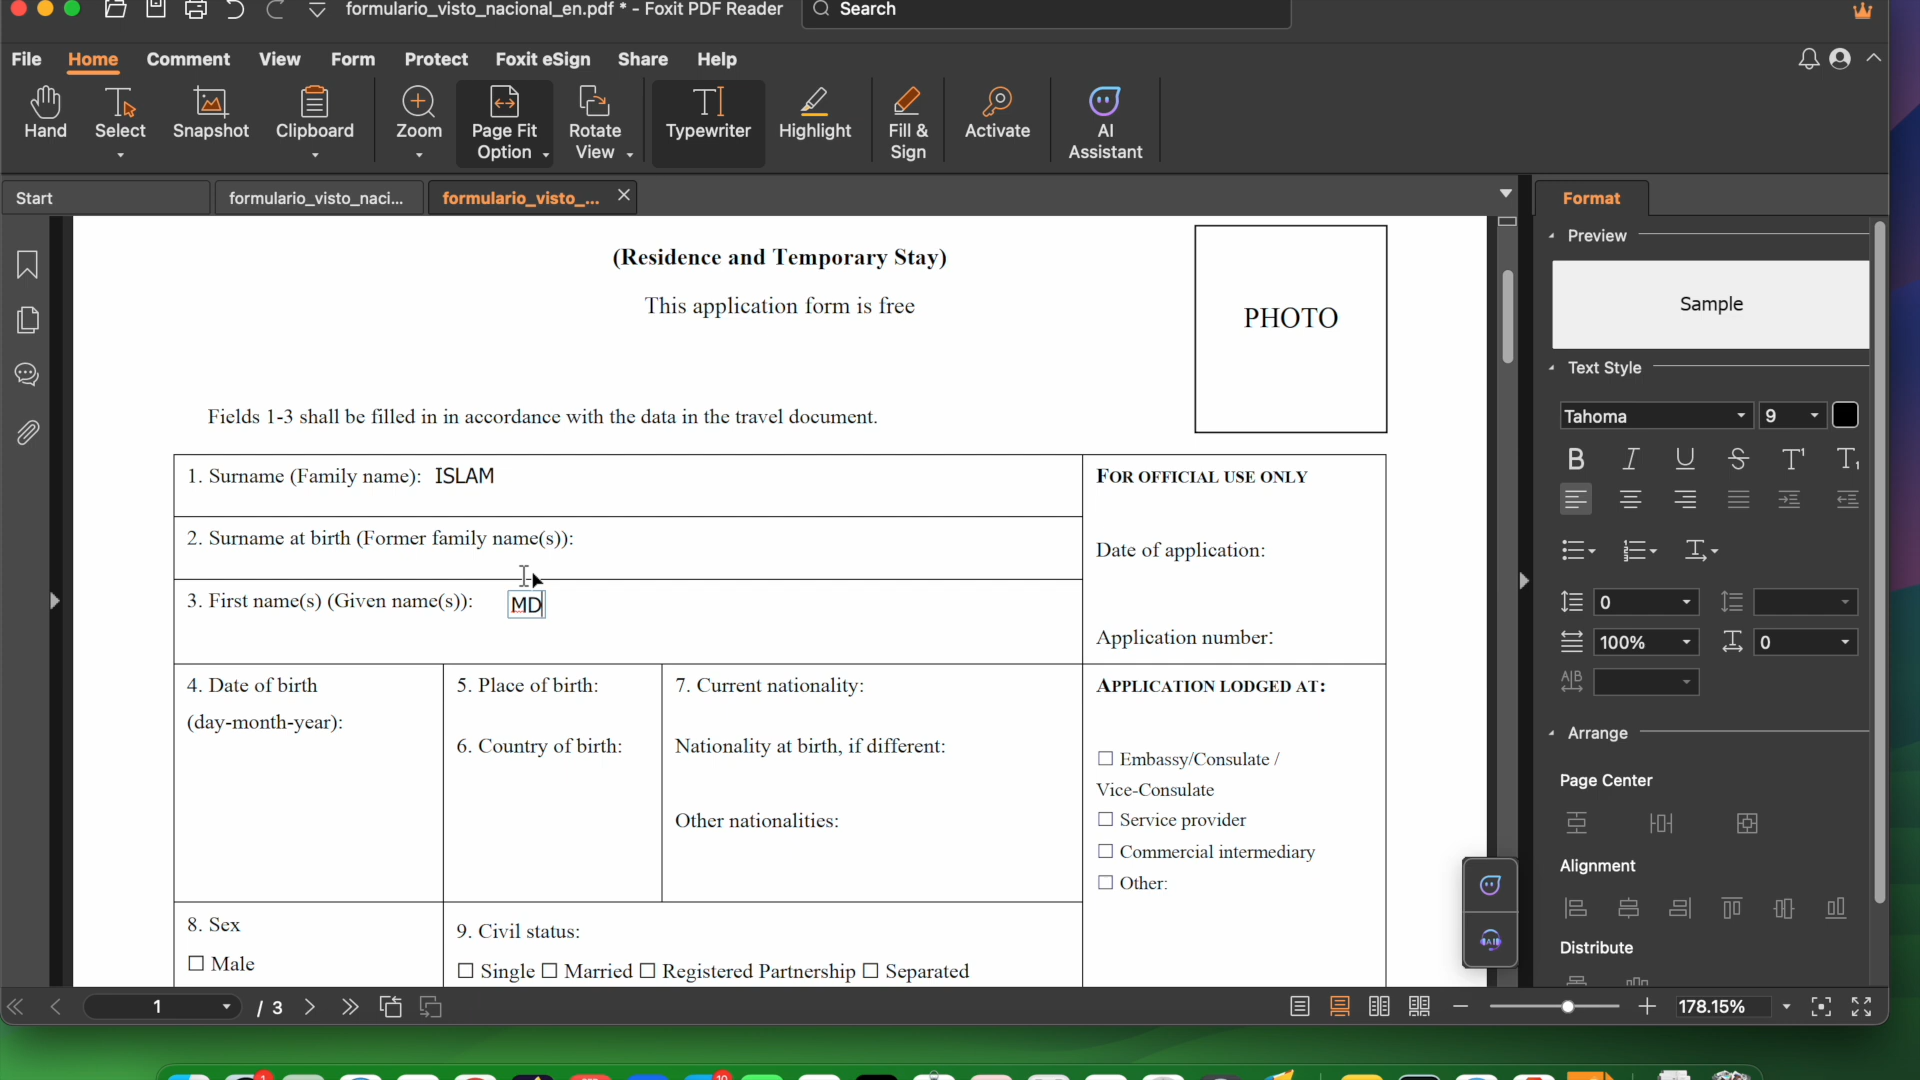 formulario_visto_nacional_en.pdf * - Foxit PDF Reader
Search
File Home Comment View Form Protect Foxit eSign Share Help
Hand
Select
Snapshot
Clipboard
Zoom
Page Fit
Option
Rotate
View
Typewriter
Highlight
Fill &
Sign
Activate
AI
Assistant
Start
formulario_visto_naci...
formulario_visto_...
(Residence and Temporary Stay)
This application form is free
PHOTO
Fields 1-3 shall be filled in in accordance with the data in the travel document.
1. Surname (Family name): ISLAM
2. Surname at birth (Former family name(s)):
3. First name(s) (Given name(s)): MD
4. Date of birth
(day-month-year):
5. Place of birth:
6. Country of birth:
7. Current nationality:
Nationality at birth, if different:
Other nationalities:
8. Sex
☐ Male
9. Civil status:
☐ Single ☐ Married ☐ Registered Partnership ☐ Separated
FOR OFFICIAL USE ONLY
Date of application:
Application number:
APPLICATION LODGED AT:
☐ Embassy/Consulate /
Vice-Consulate
☐ Service provider
☐ Commercial intermediary
☐ Other:
Format
Preview
Sample
Text Style
Tahoma
9
0
100%
0
Arrange
Page Center
Alignment
Distribute
1
/ 3
178.15%
1
10